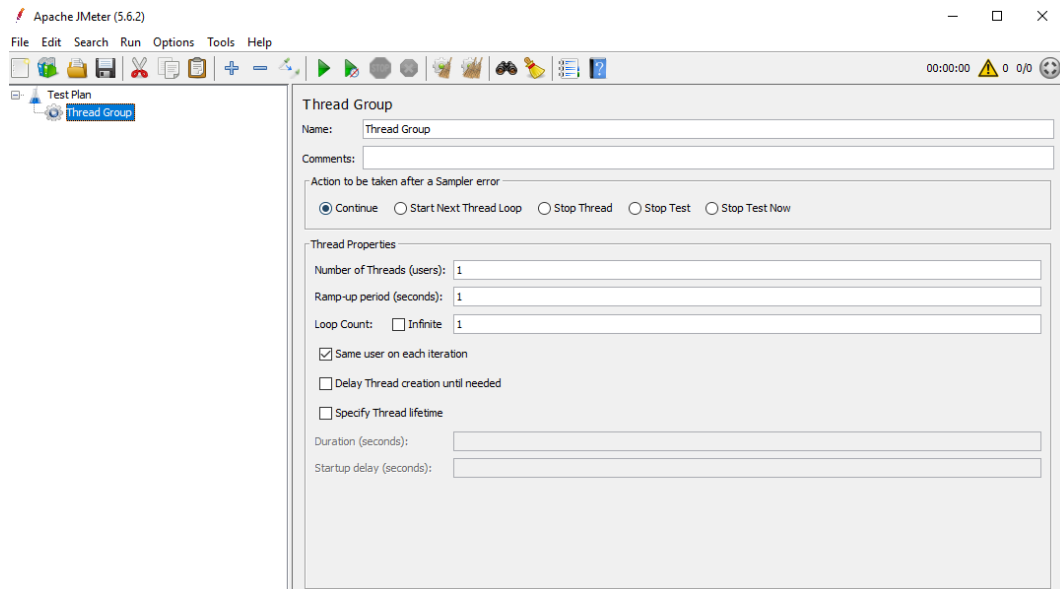 Apache JMeter (5.6.2)
File Edit Search Run Options Tools Help
STOP
00:00:00 0 0/0
Test Plan
Thread Group
Thread Group
Name: Thread Group
Comments:
Action to be taken after a Sampler error
Continue Start Next Thread Loop Stop Thread Stop Test Stop Test Now
Thread Properties
Number of Threads (users): 1
Ramp-up period (seconds): 1
Loop Count: Infinite 1
Same user on each iteration
Delay Thread creation until needed
Specify Thread lifetime
Duration (seconds):
Startup delay (seconds):